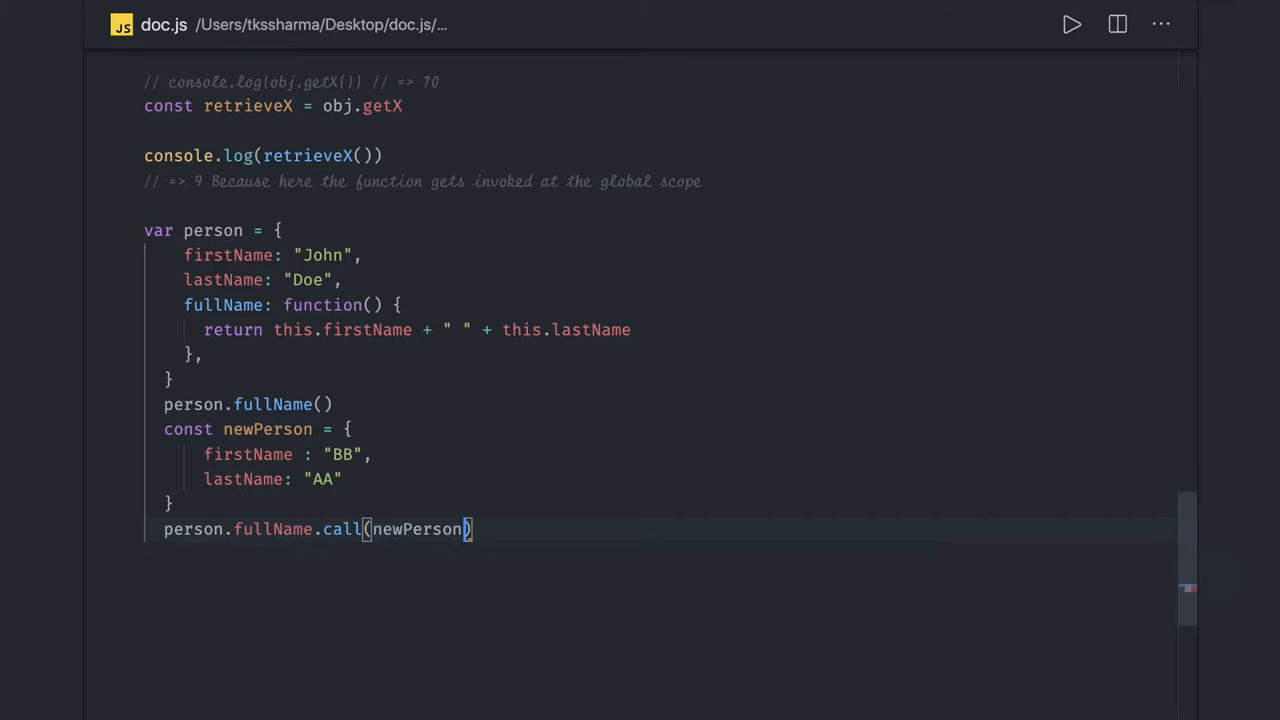 JS doc.js /Users/tkssharma/Desktop/doc.js/...
// console.log(obj.getX()) // => 70
const retrieveX = obj.getX
console.log(retrieveX())
// => 9 Because here the function gets invoked at the global scope
var person = {
firstName: "John",
lastName: "Doe",
fullName: function() {
return this.firstName + " " + this.lastName
},
}
person.fullName()
const newPerson = {
firstName : "BB",
lastName: "AA"
}
person.fullName.call(newPerson)